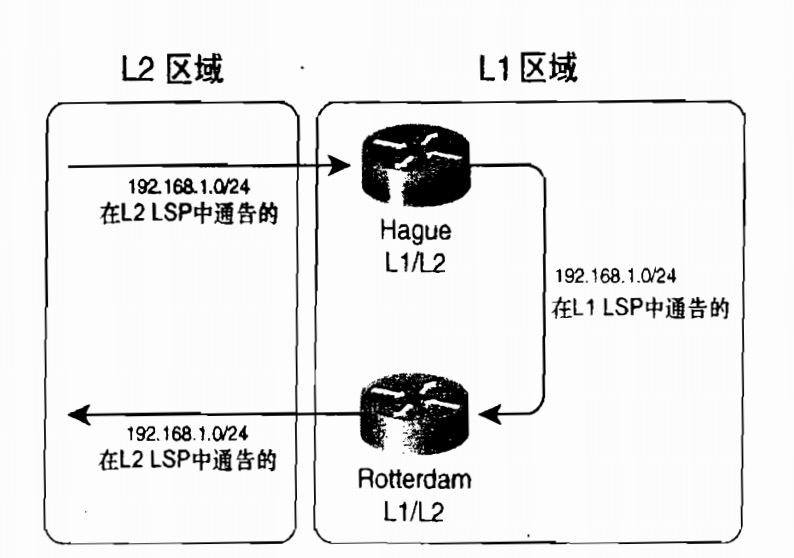 L2 区域
L1 区域
192.168.1.0/24
在L2 LSP中通告的
Hague
L1/L2
192.168.1.0/24
在L1 LSP中通告的
192.168.1.0/24
在L2 LSP中通告的
Rotterdam
L1/L2